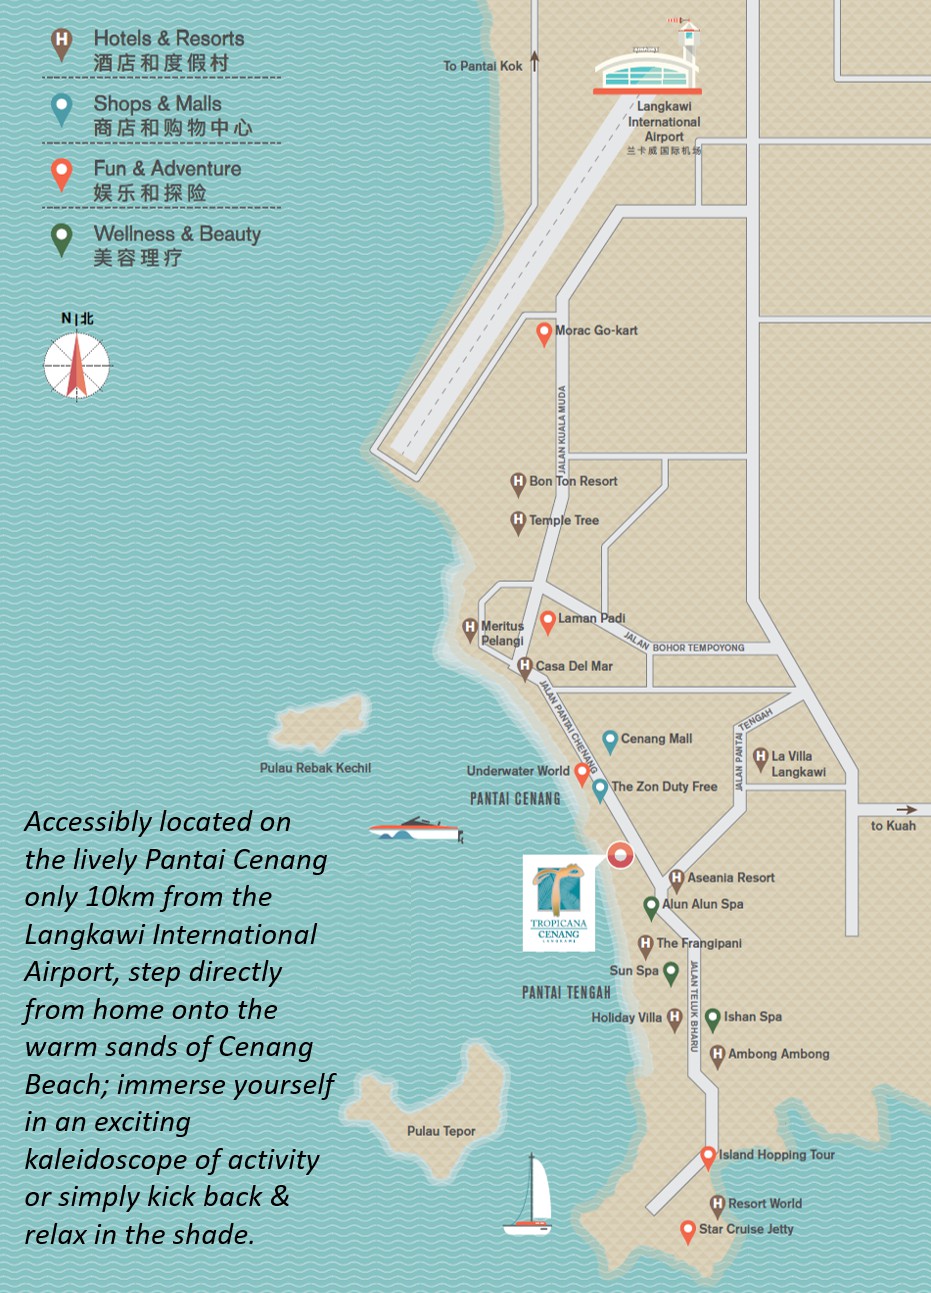 Hotels & Resorts
酒店和度假村
Shops & Malls
商店和购物中心
Fun & Adventure
娱乐和探险
Wellness & Beauty
美容理疗
N|北
To Pantai Kok
Langkawi
International
Airport
兰卡威国际机场
Morac Go-kart
JALAN KUALA MUDA
H Bon Ton Resort
H Temple Tree
Laman Padi
H Meritus
Pelangi
JALAN BOHOR TEMPOYONG
H Casa Del Mar
JALAN PANTAI CHENANG
JALAN PANTAI TENGAH
Cenang Mall
H La Villa
Langkawi
Pulau Rebak Kechil
Underwater World
The Zon Duty Free
PANTAI CENANG
to Kuah
Accessibly located on
the lively Pantai Cenang
only 10km from the
Langkawi International
Airport, step directly
from home onto the
warm sands of Cenang
Beach; immerse yourself
in an exciting
kaleidoscope of activity
or simply kick back &
relax in the shade.
TROPICANA
CENANG
LANGKAWI
H Aseania Resort
Alun Alun Spa
H The Frangipani
Sun Spa
PANTAI TENGAH
JALAN TELUK BHARU
Holiday Villa H
Ishan Spa
H Ambong Ambong
Pulau Tepor
Island Hopping Tour
H Resort World
Star Cruise Jetty